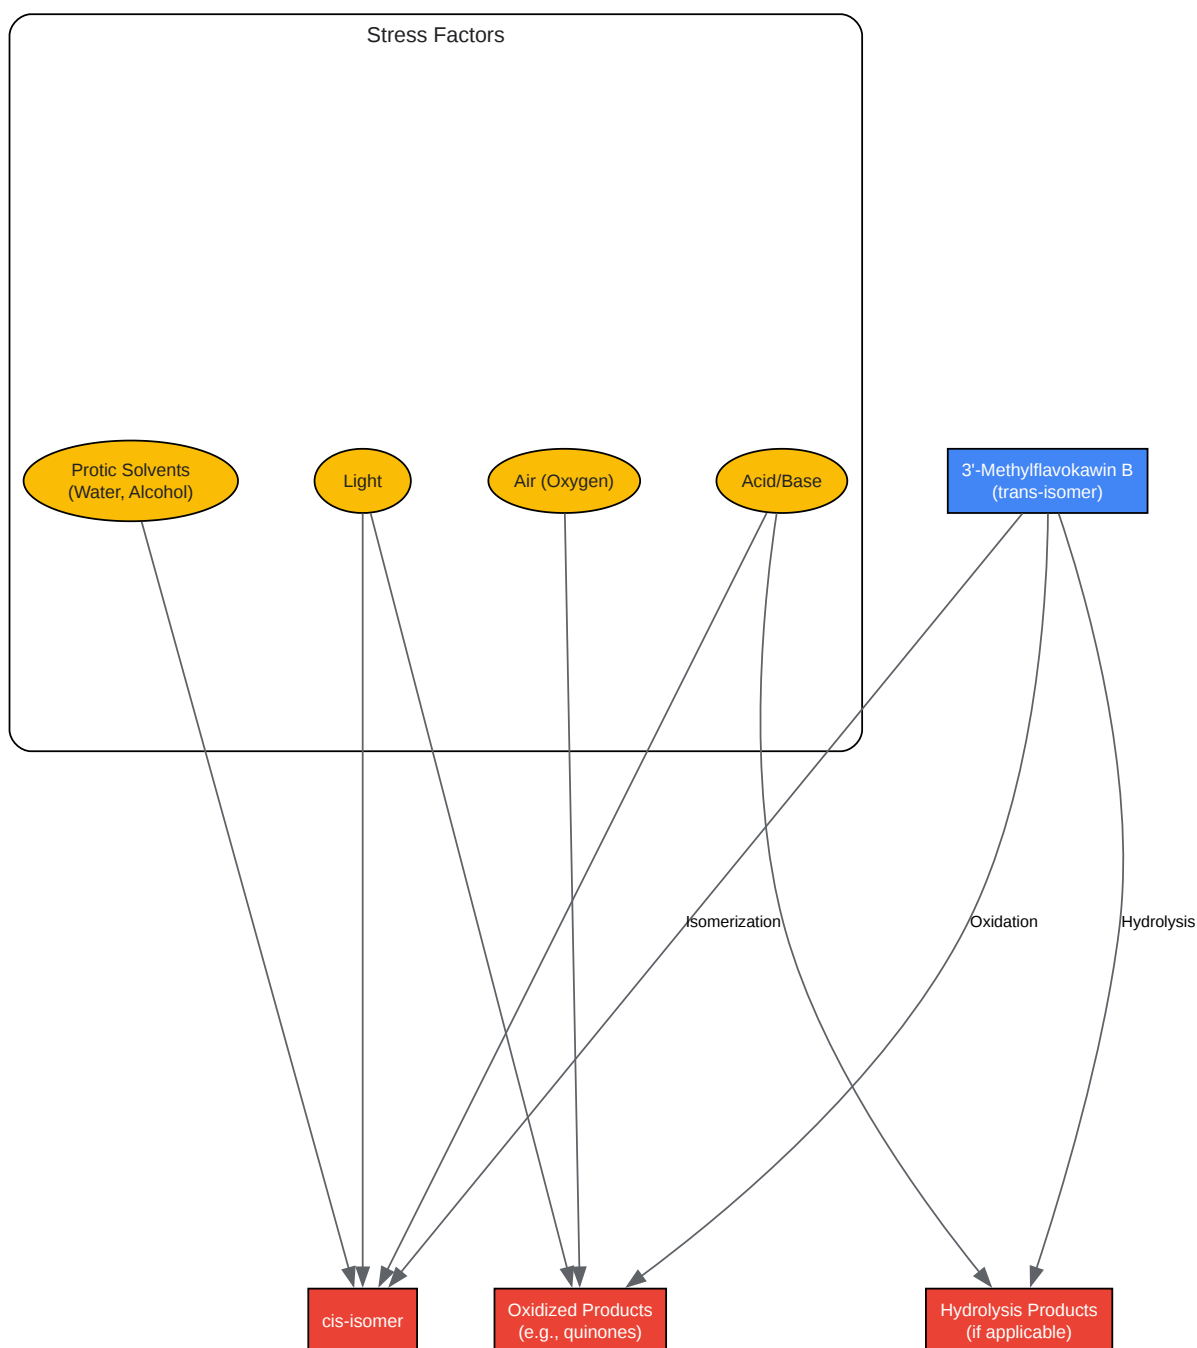 Stress Factors
Protic Solvents
(Water, Alcohol)
Light
Air (Oxygen)
Acid/Base
3'-Methylflavokawin B
(trans-isomer)
Isomerization
Oxidation
Hydrolysis
cis-isomer
Oxidized Products
(e.g., quinones)
Hydrolysis Products
(if applicable)